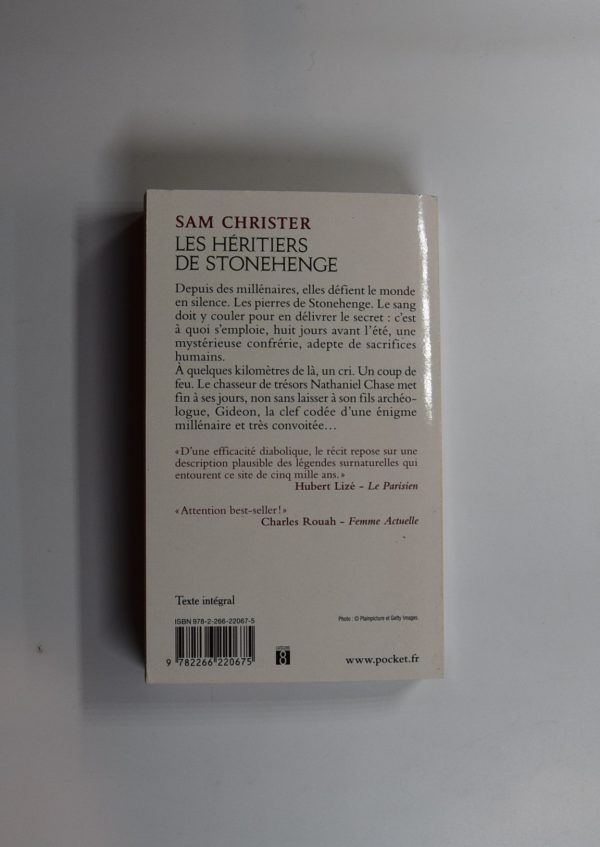 SAM CHRISTER
LES HÉRITIERS
DE STONEHENGE
Depuis des millénaires, elles défient le monde
en silence. Les pierres de Stonehenge. Le sang
doit y couler pour en délivrer le secret : c'est
à quoi s'emploie, huit jours avant l'été, une
mystérieuse confrérie, adepte de sacrifices
humains.
À quelques kilomètres de là, un cri. Un coup de
feu. Le chasseur de trésors Nathaniel Chase met
fin à ses jours, non sans laisser à son fils archéo-
logue, Gideon, la clef codée d'une énigme
millénaire et très convoitée…
« D'une efficacité diabolique, le récit repose sur une
description plausible des légendes surnaturelles qui
entourent ce site de cinq mille ans. »
Hubert Lizé – Le Parisien
« Attention best-seller ! »
Charles Rouah – Femme Actuelle
Texte intégral
ISBN 978-2-266-22067-5
Photo : © Plainpicture et Getty Images.
9 782266 220675
8
www.pocket.fr